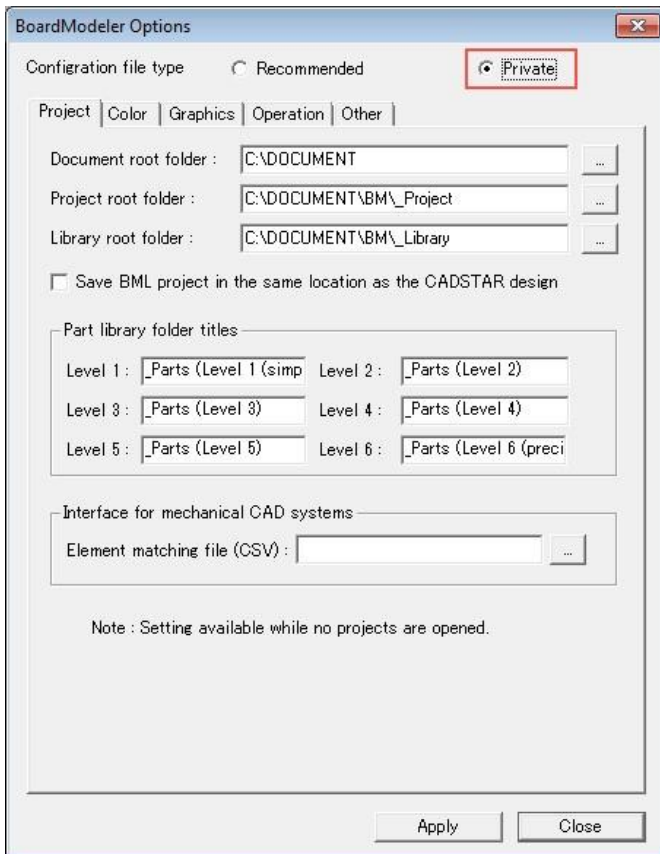 BoardModeler Options
Configration file type Recommended Private
Project Color Graphics Operation Other
Document root folder : C:\DOCUMENT ...
Project root folder : C:\DOCUMENT\BM\_Project ...
Library root folder : C:\DOCUMENT\BM\_Library ...
Save BML project in the same location as the CADSTAR design
Part library folder titles
Level 1 : _Parts (Level 1 (simp Level 2 : _Parts (Level 2)
Level 3 : _Parts (Level 3) Level 4 : _Parts (Level 4)
Level 5 : _Parts (Level 5) Level 6 : _Parts (Level 6 (preci
Interface for mechanical CAD systems
Element matching file (CSV) : ...
Note : Setting available while no projects are opened.
Apply Close